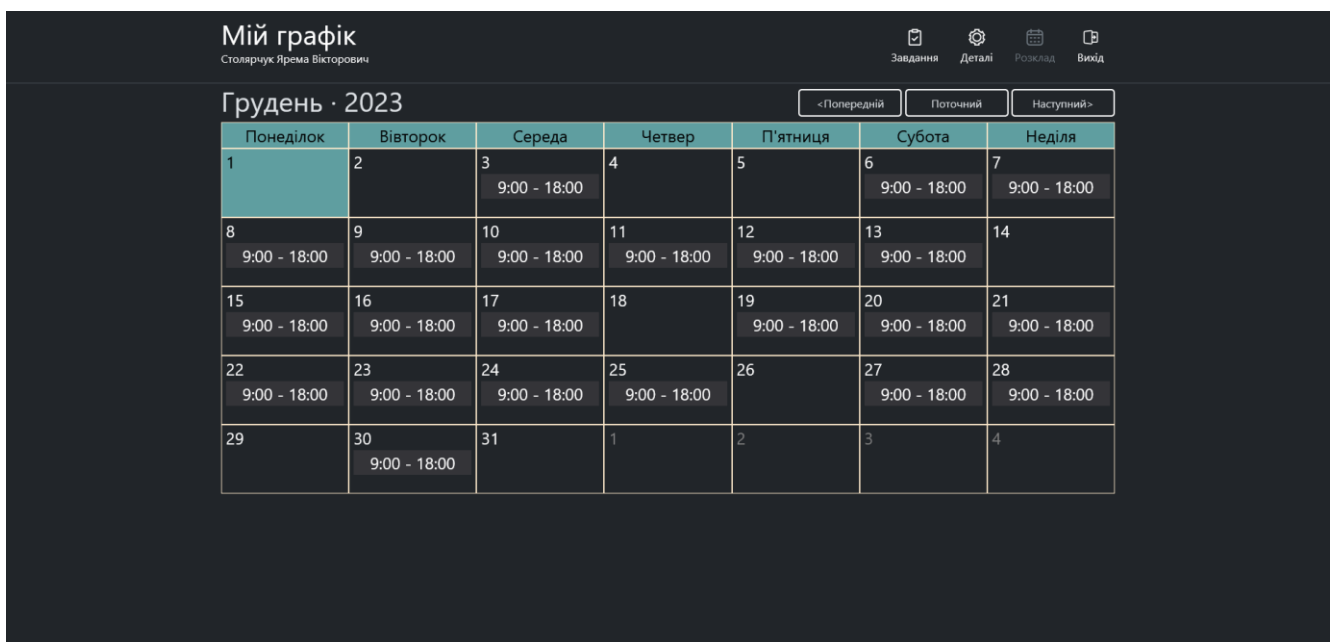 Мій графік
Столярчук Ярема Вікторович
Завдання Деталі Розклад Вихід
Грудень · 2023
<Попередній Поточний Наступний>
Понеділок Вівторок Середа Четвер П'ятниця Субота Неділя
1 2 3 4 5 6 7
9:00 - 18:00 9:00 - 18:00 9:00 - 18:00
8 9 10 11 12 13 14
9:00 - 18:00 9:00 - 18:00 9:00 - 18:00 9:00 - 18:00 9:00 - 18:00 9:00 - 18:00
15 16 17 18 19 20 21
9:00 - 18:00 9:00 - 18:00 9:00 - 18:00 9:00 - 18:00 9:00 - 18:00 9:00 - 18:00
22 23 24 25 26 27 28
9:00 - 18:00 9:00 - 18:00 9:00 - 18:00 9:00 - 18:00 9:00 - 18:00 9:00 - 18:00
29 30 31 1 2 3 4
9:00 - 18:00